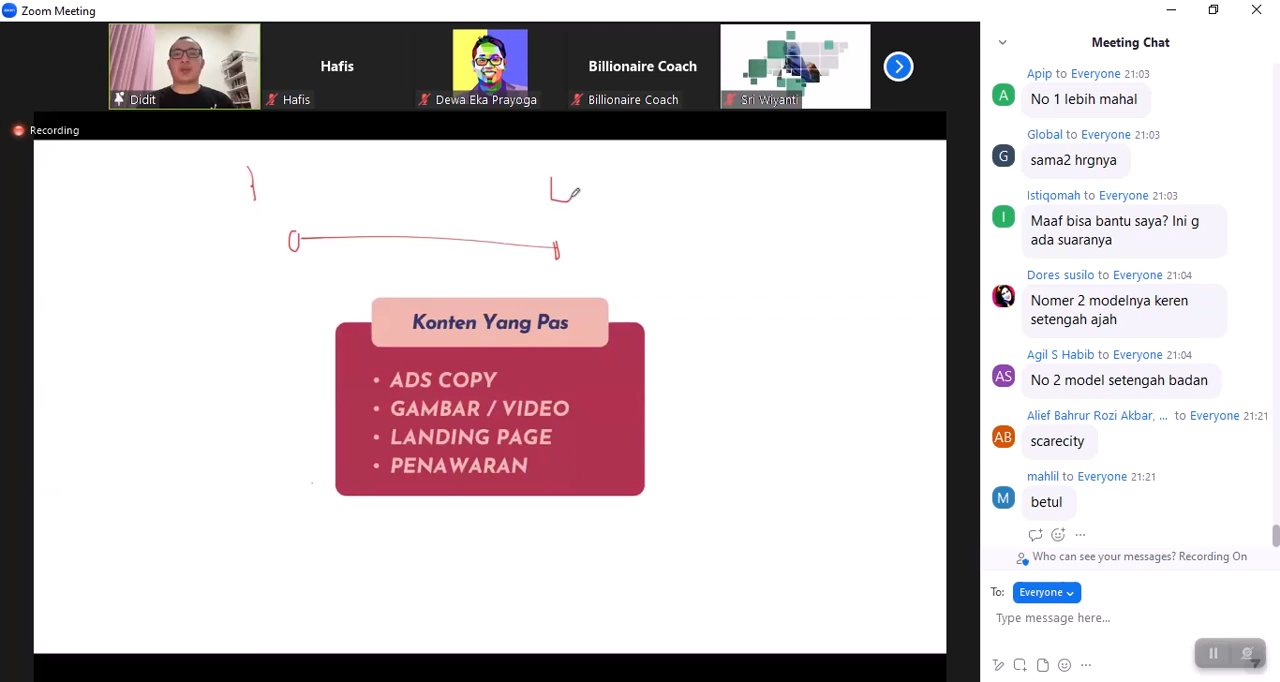 Zoom Meeting
Didit
Hafis
Hafis
Dewa Eka Prayoga
Billionaire Coach
Billionaire Coach
Sri Wiyanti
Recording
Konten Yang Pas
• ADS COPY
• GAMBAR / VIDEO
• LANDING PAGE
• PENAWARAN
Meeting Chat
Apip to Everyone 21:03
A
No 1 lebih mahal
Global to Everyone 21:03
G
sama2 hrgnya
Istiqomah to Everyone 21:03
I
Maaf bisa bantu saya? Ini g
ada suaranya
Dores susilo to Everyone 21:04
Nomer 2 modelnya keren
setengah ajah
Agil S Habib to Everyone 21:04
AS
No 2 model setengah badan
Alief Bahrur Rozi Akbar, ... to Everyone 21:21
AB
scarecity
mahlil to Everyone 21:21
M
betul
Who can see your messages? Recording On
To: Everyone
Type message here...